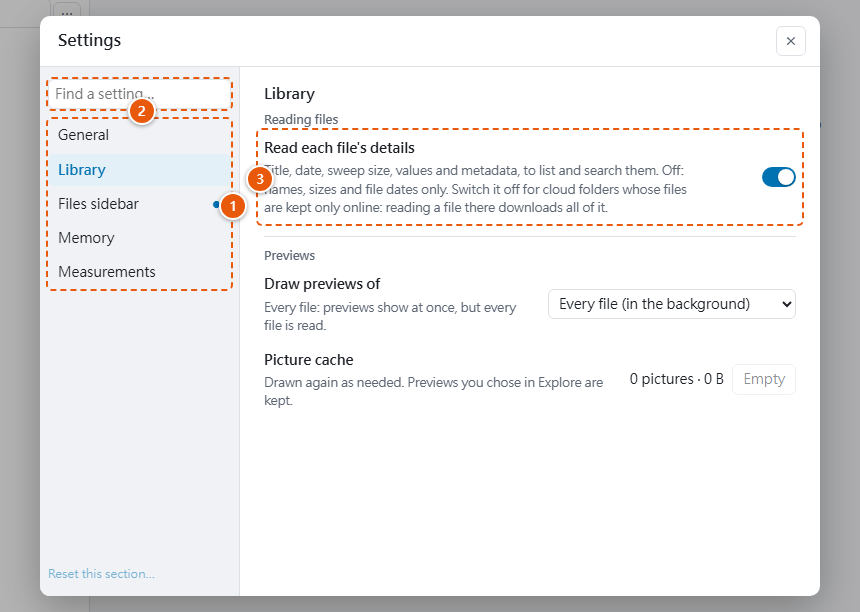 ...
Settings
×
Find a setting...
2
General
Library
Files sidebar
1
Memory
Measurements
Reset this section...
Library
Reading files
Read each file's details
3
Title, date, sweep size, values and metadata, to list and search them. Off:
names, sizes and file dates only. Switch it off for cloud folders whose files
are kept only online: reading a file there downloads all of it.
Previews
Draw previews of
Every file: previews show at once, but every
file is read.
Every file (in the background)
Picture cache
Drawn again as needed. Previews you chose in Explore are
kept.
0 pictures · 0 B
Empty